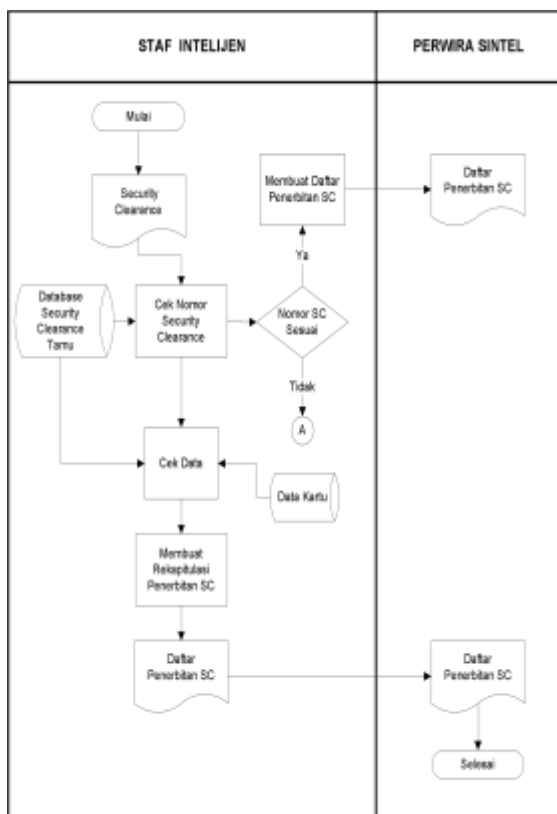 STAF INTELIJEN
PERWIRA SINTEL
Mulai
Security
Clearance
Membuat Daftar
Penerbitan SC
Daftar
Penerbitan SC
Ya
Database
Security
Clearance
Tamu
Cek Nomor
Security
Clearance
Nomor SC
Sesuai
Tidak
A
Cek Data
Data Kartu
Membuat
Rekapitulasi
Penerbitan SC
Daftar
Penerbitan SC
Daftar
Penerbitan SC
Selesai